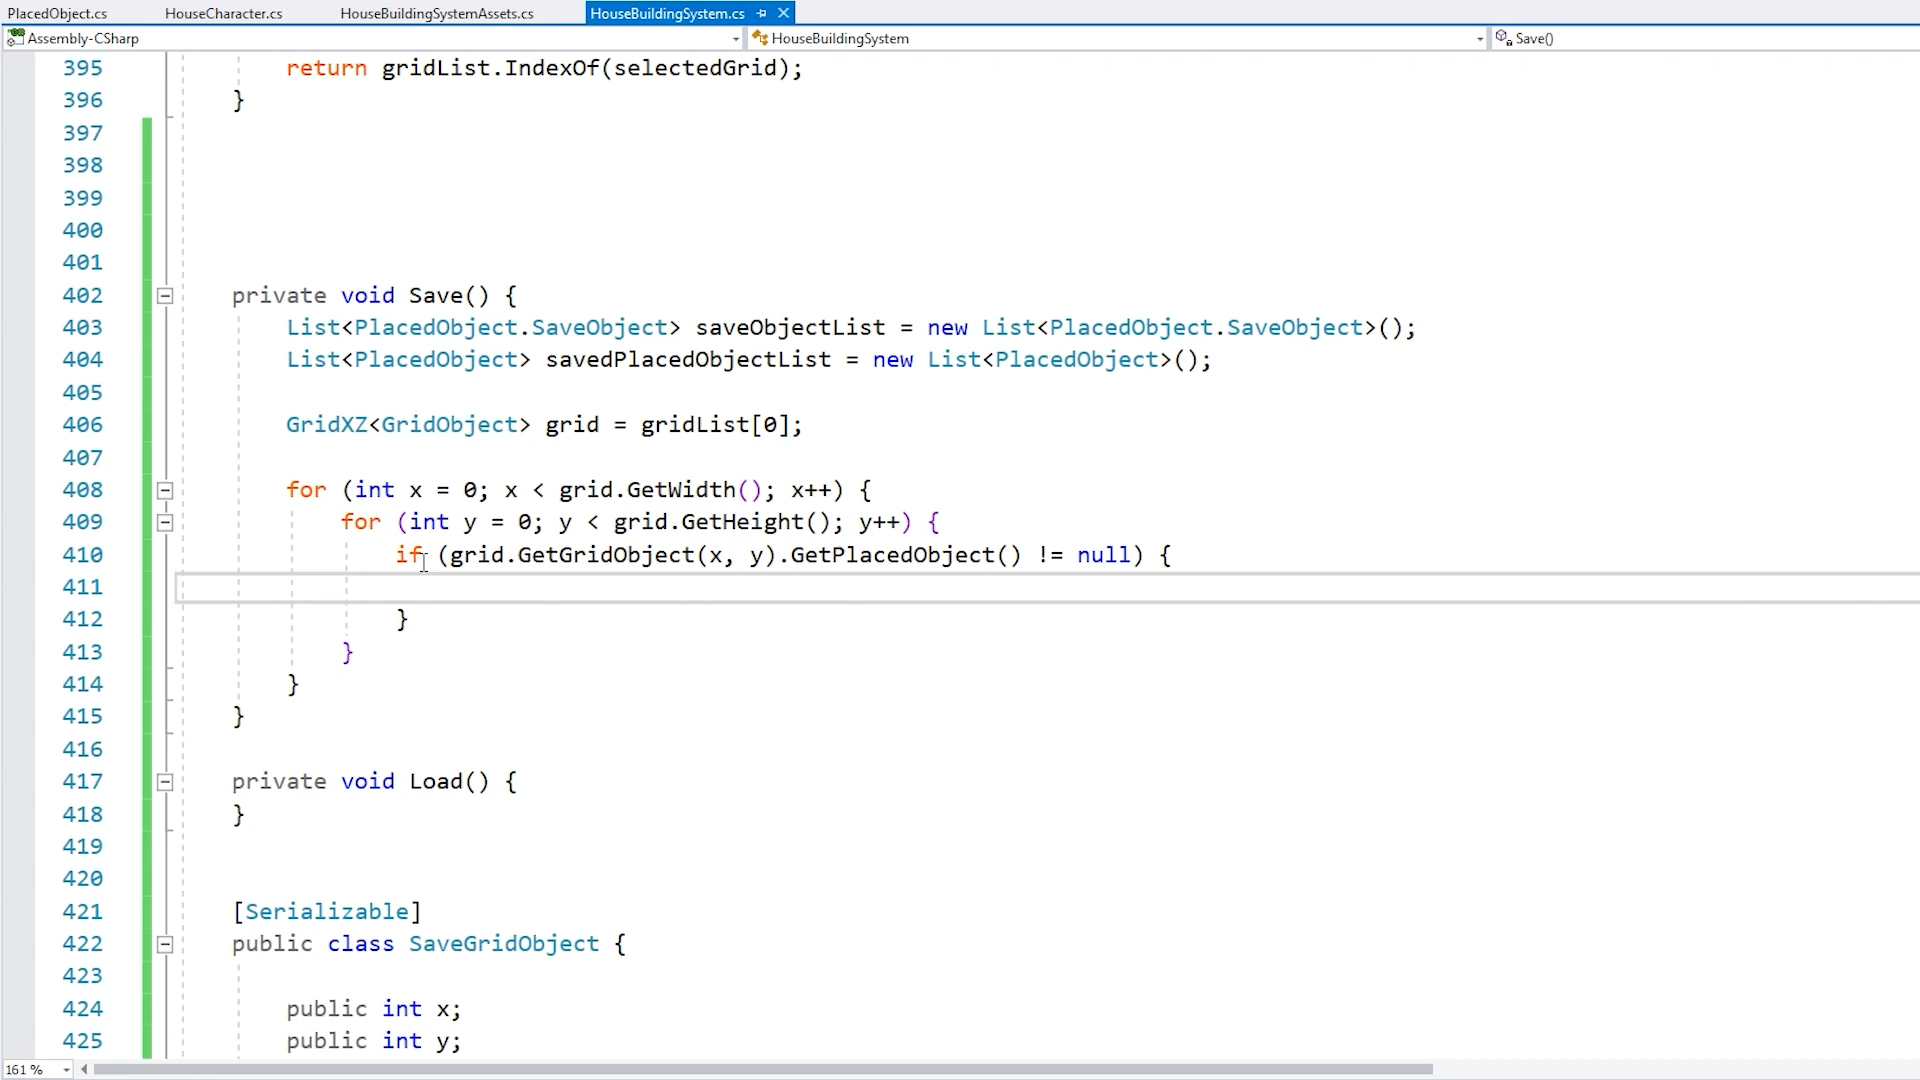 PlacedObject.cs HouseCharacter.cs HouseBuildingSystemAssets.cs HouseBuildingSystem.cs
Assembly-CSharp HouseBuildingSystem Save()
395 return gridList.IndexOf(selectedGrid);
396 }
397
398
399
400
401
402 private void Save() {
403 List<PlacedObject.SaveObject> saveObjectList = new List<PlacedObject.SaveObject>();
404 List<PlacedObject> savedPlacedObjectList = new List<PlacedObject>();
405
406 GridXZ<GridObject> grid = gridList[0];
407
408 for (int x = 0; x < grid.GetWidth(); x++) {
409 for (int y = 0; y < grid.GetHeight(); y++) {
410 if (grid.GetGridObject(x, y).GetPlacedObject() != null) {
411
412 }
413 }
414 }
415 }
416
417 private void Load() {
418 }
419
420
421 [Serializable]
422 public class SaveGridObject {
423
424 public int x;
425 public int y;
161 %